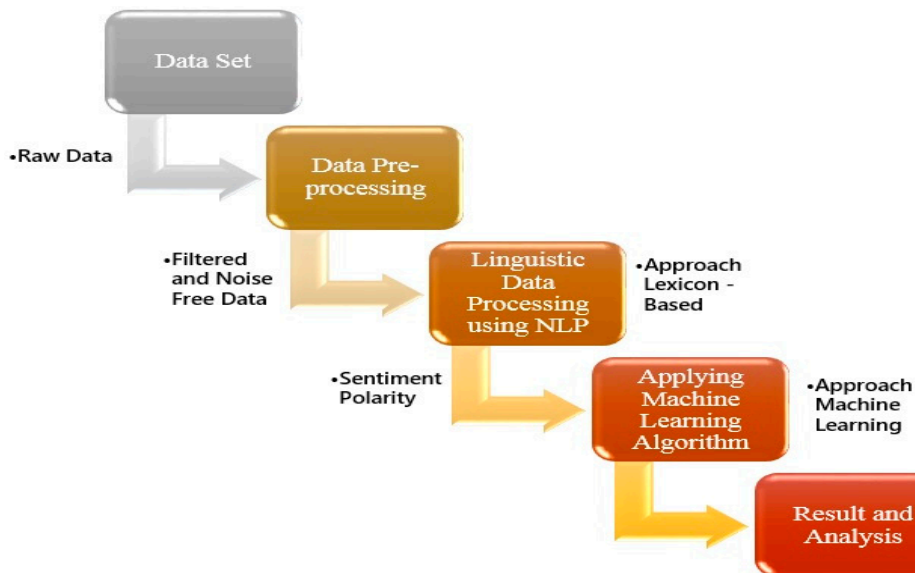 Data Set
•Raw Data
Data Pre-
processing
•Filtered
and Noise
Free Data
Linguistic
Data
Processing
using NLP
•Approach
Lexicon -
Based
•Sentiment
Polarity
Applying
Machine
Learning
Algorithm
•Approach
Machine
Learning
Result and
Analysis